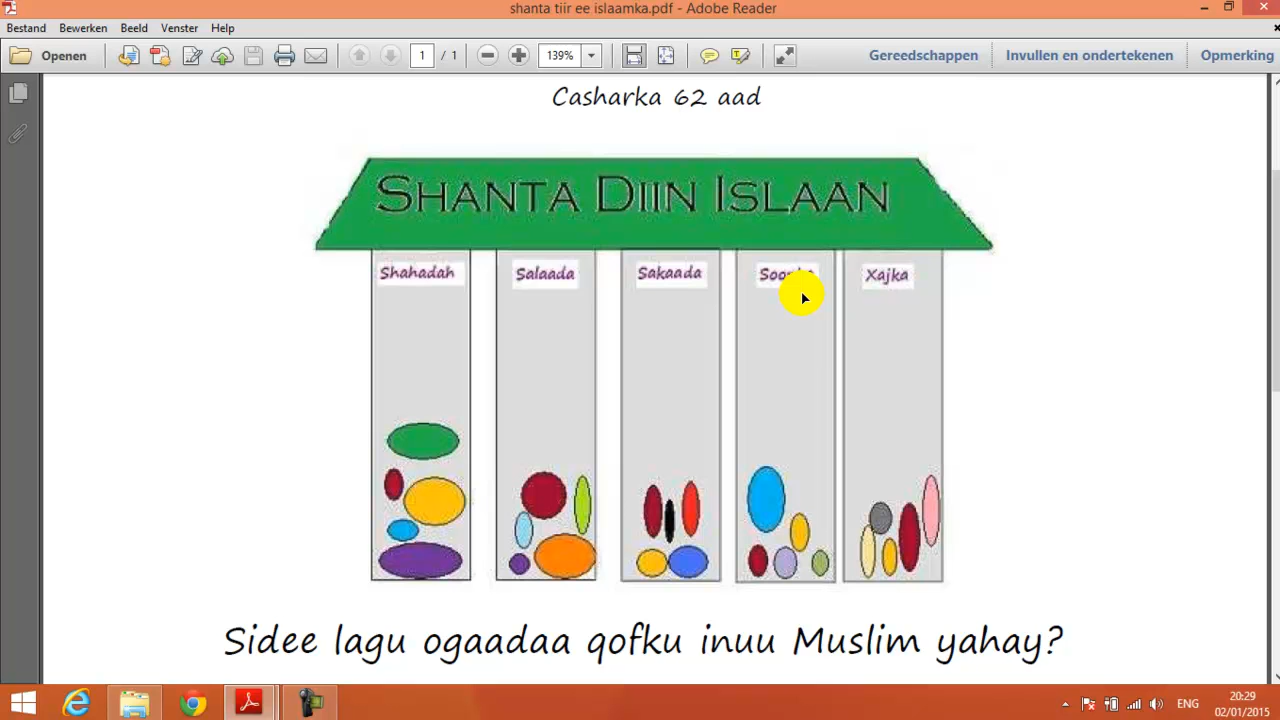 shanta tiir ee islaamka.pdf - Adobe Reader
Bestand Bewerken Beeld Venster Help
Openen 1 / 1 139% Gereedschappen Invullen en ondertekenen Opmerking
Casharka 62 aad
SHANTA DIIN ISLAAN
Shahadah Salaada Sakaada Xajka
Sidee lagu ogaadaa qofku inuu Muslim yahay?
ENG 20:29
02/01/2015